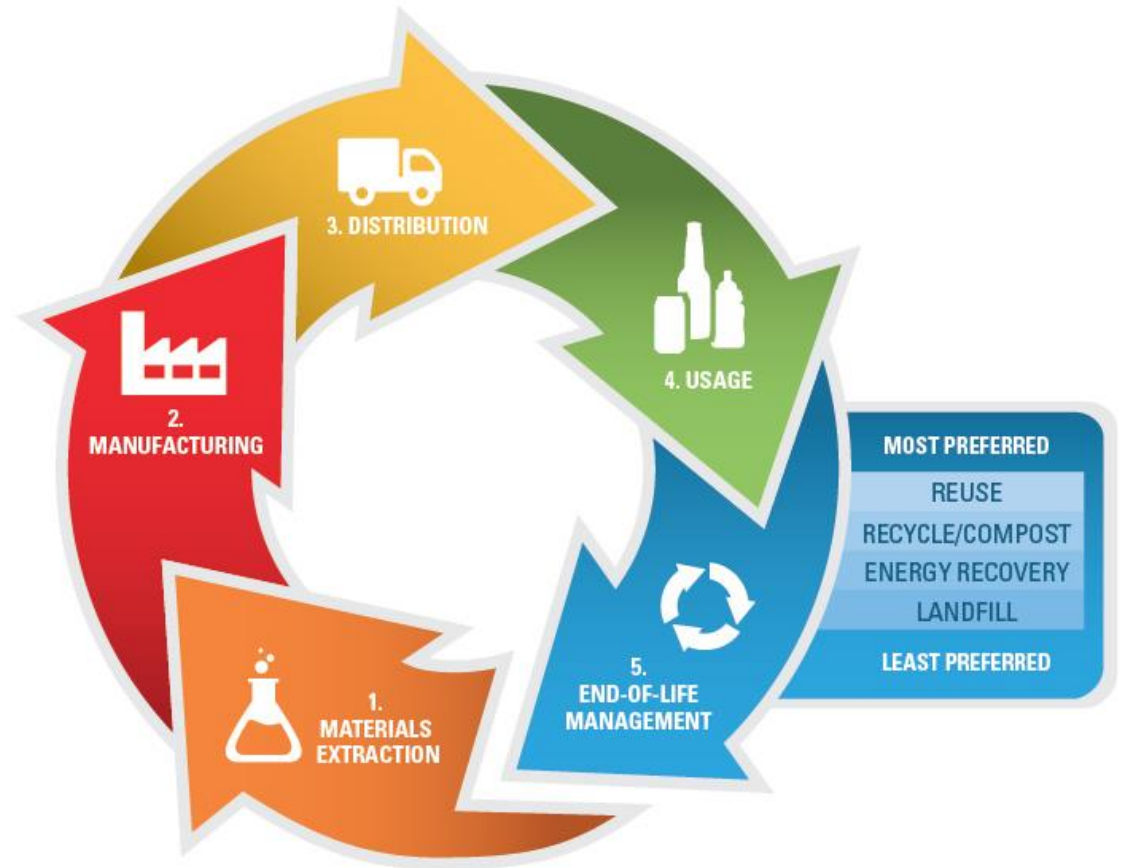 1.
MATERIALS
EXTRACTION
2.
MANUFACTURING
3. DISTRIBUTION
4. USAGE
5.
END-OF-LIFE
MANAGEMENT
MOST PREFERRED
REUSE
RECYCLE/COMPOST
ENERGY RECOVERY
LANDFILL
LEAST PREFERRED